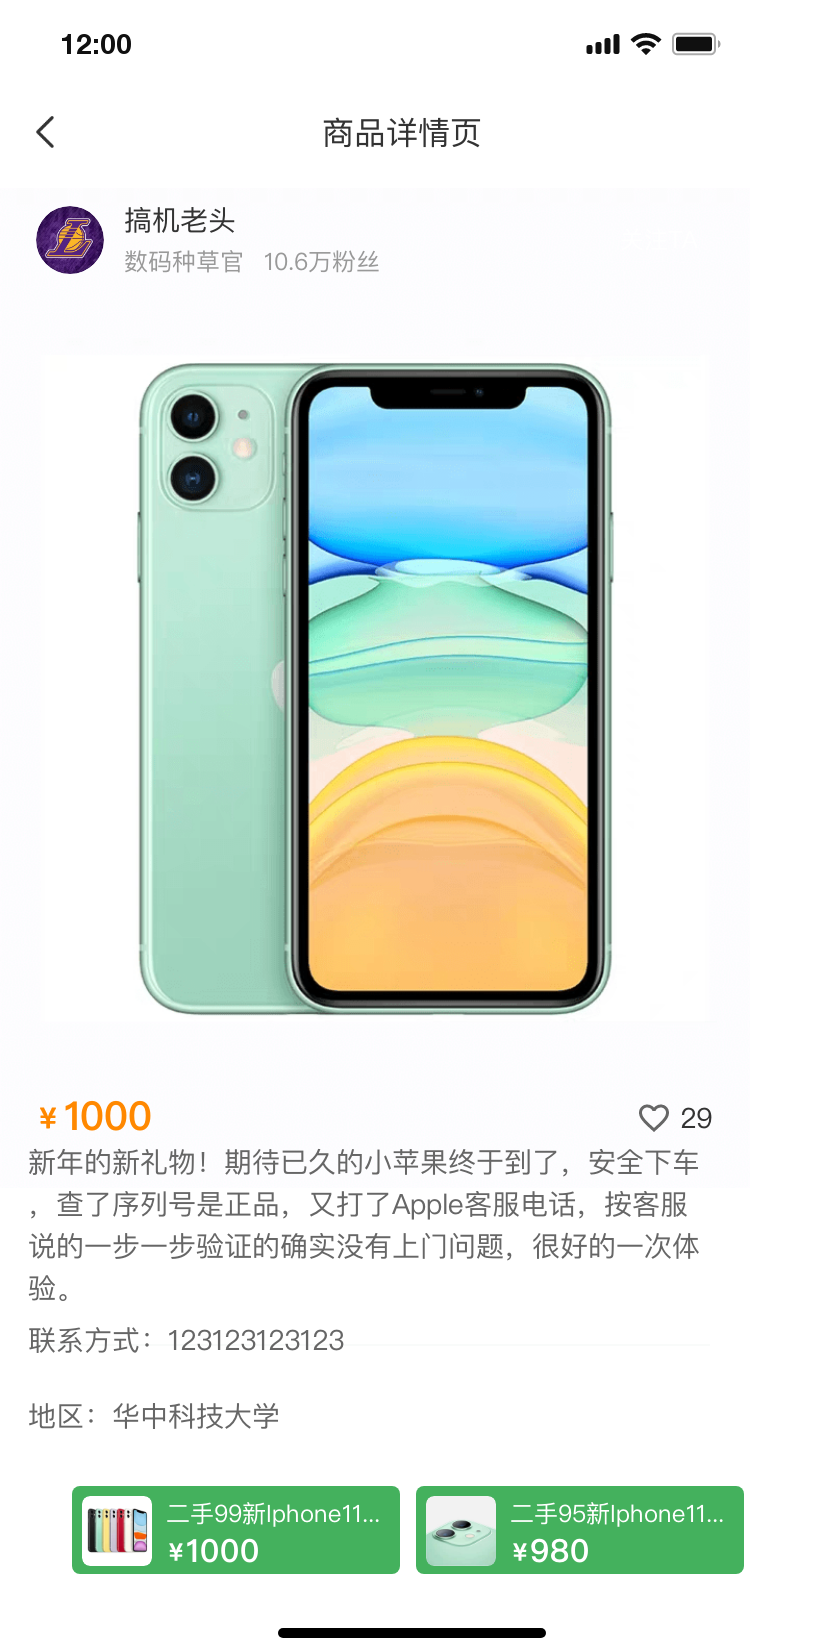 12:00
商品详情页
搞机老头
数码种草官 10.6万粉丝
¥1000
29
新年的新礼物！期待已久的小苹果终于到了，安全下车
，查了序列号是正品，又打了Apple客服电话，按客服
说的一步一步验证的确实没有上门问题，很好的一次体
验。
联系方式：123123123123
地区：华中科技大学
二手99新Iphone11...
¥1000
二手95新Iphone11...
¥980